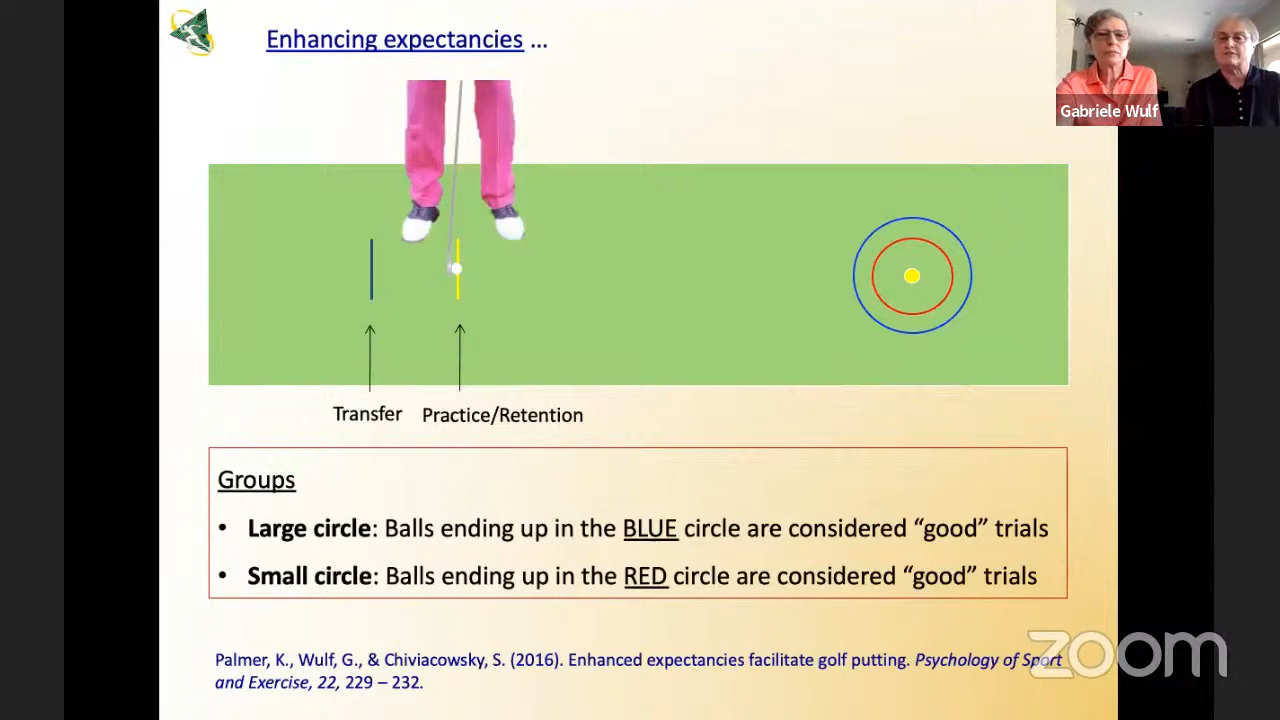 Enhancing expectancies ...
Gabriele Wulf
Transfer
Practice/Retention
Groups
• Large circle: Balls ending up in the BLUE circle are considered “good” trials
• Small circle: Balls ending up in the RED circle are considered “good” trials
Palmer, K., Wulf, G., & Chiviacowsky, S. (2016). Enhanced expectancies facilitate golf putting. Psychology of Sport
and Exercise, 22, 229 – 232.
zoom